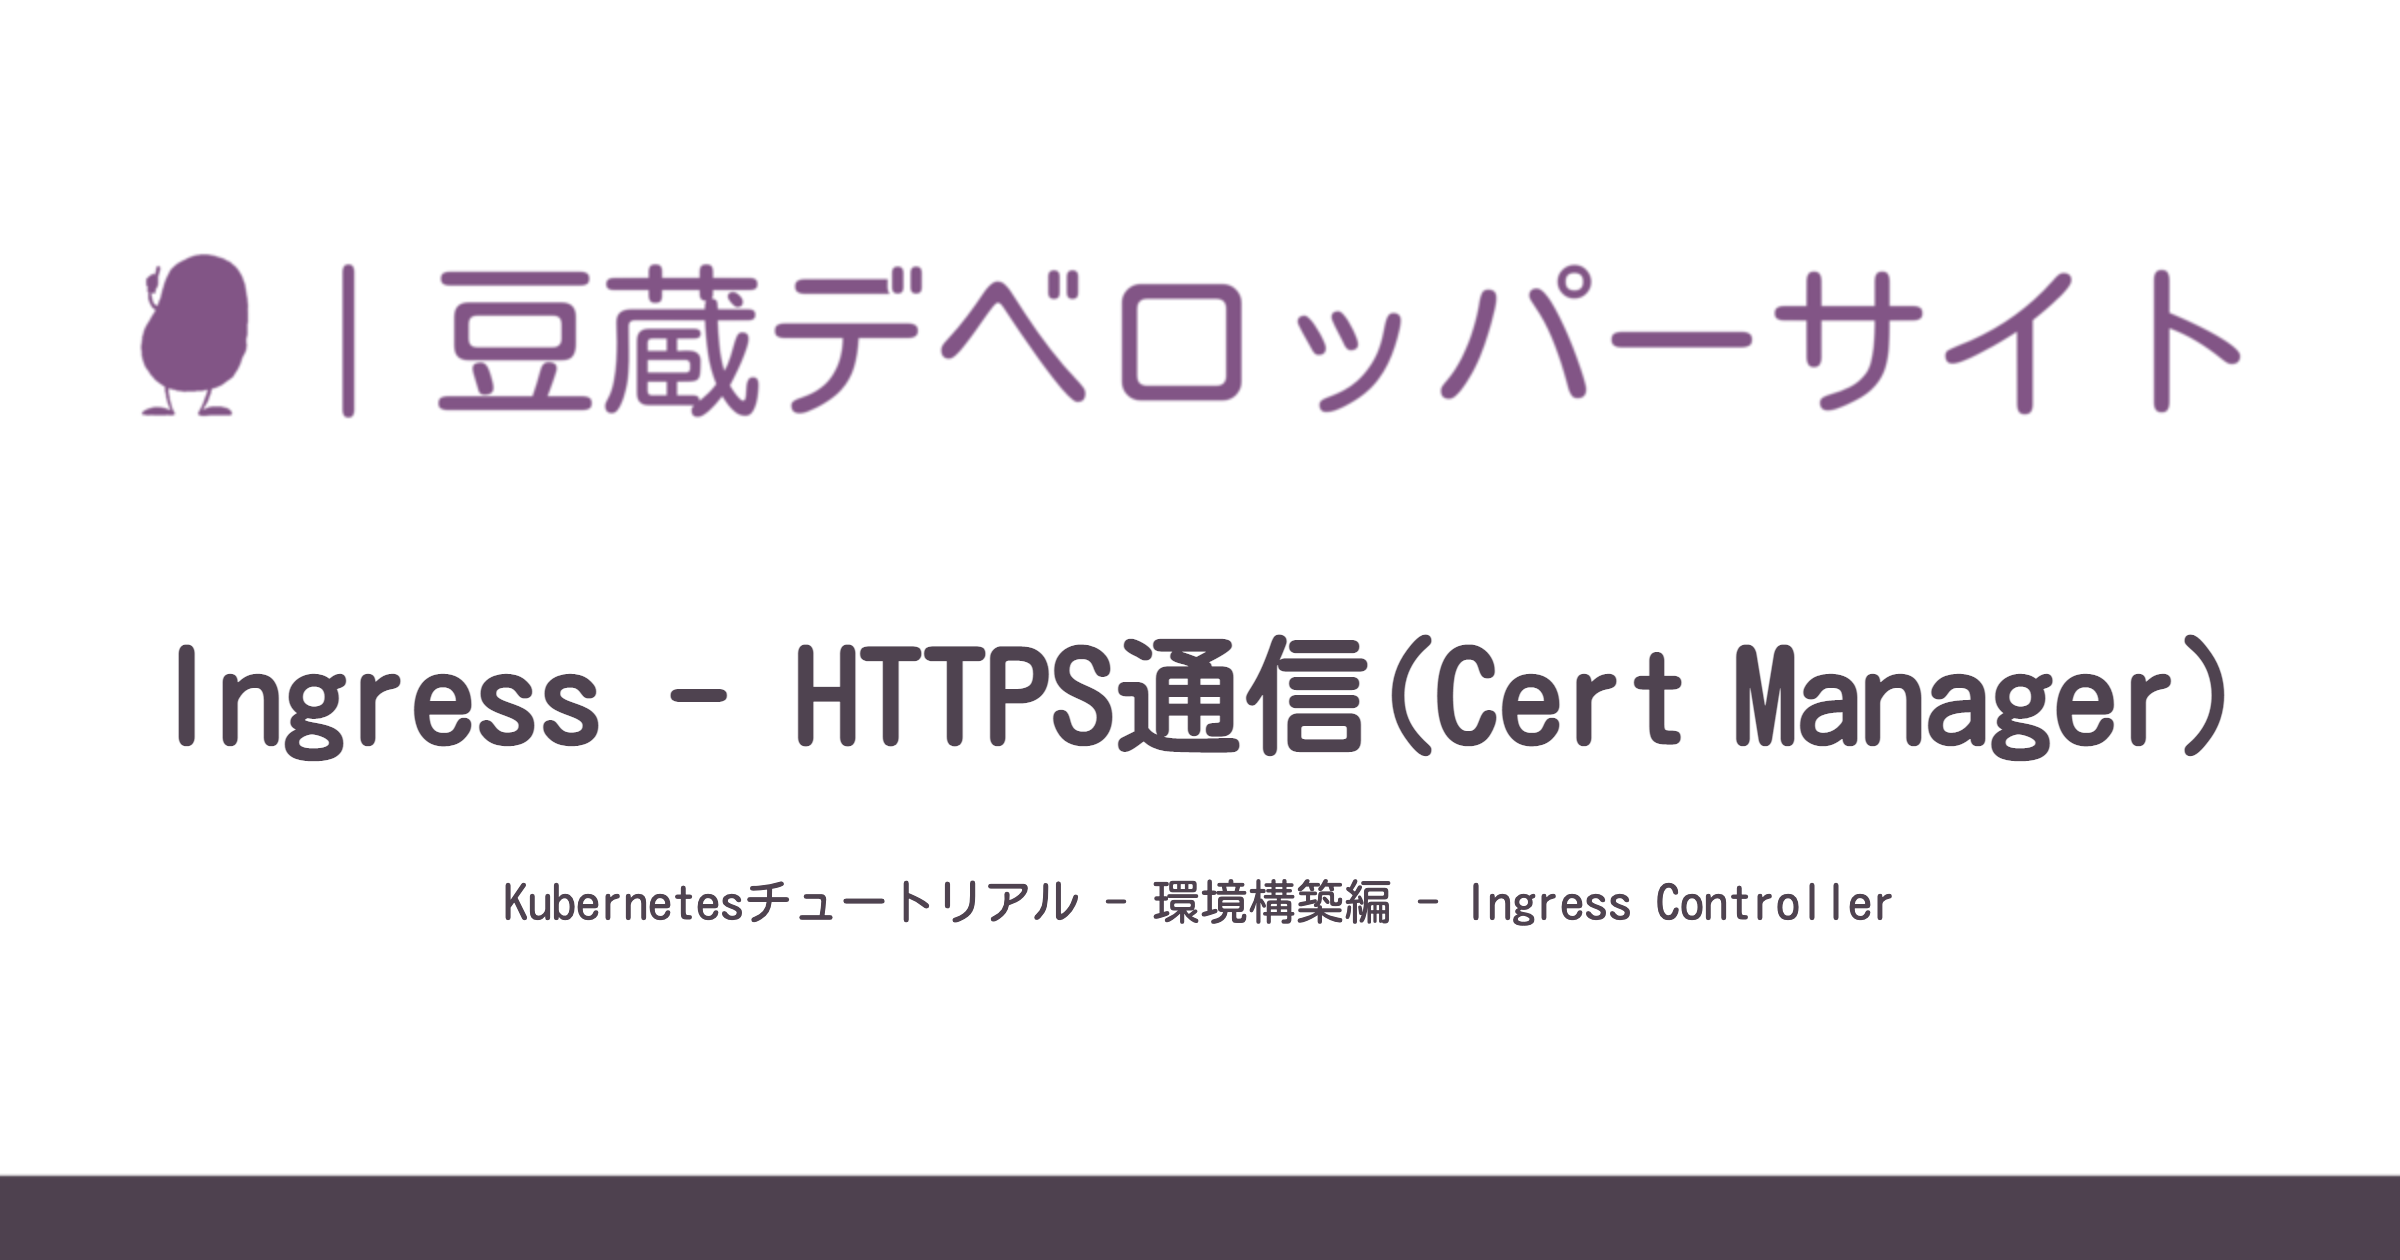 豆蔵デベロッパーサイト
Ingress - HTTPS通信(Cert Manager)
Kubernetesチュートリアル - 環境構築編 - Ingress Controller